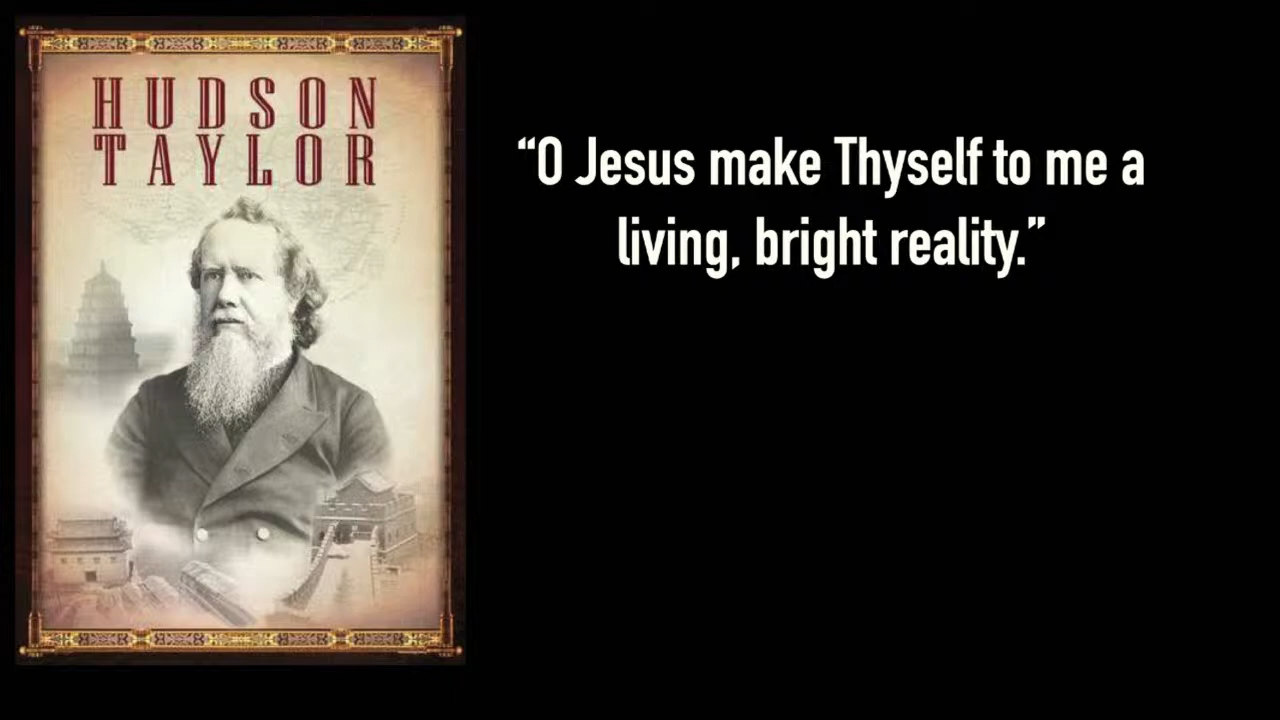 HUDSON
TAYLOR
“O Jesus make Thyself to me a
living, bright reality.”